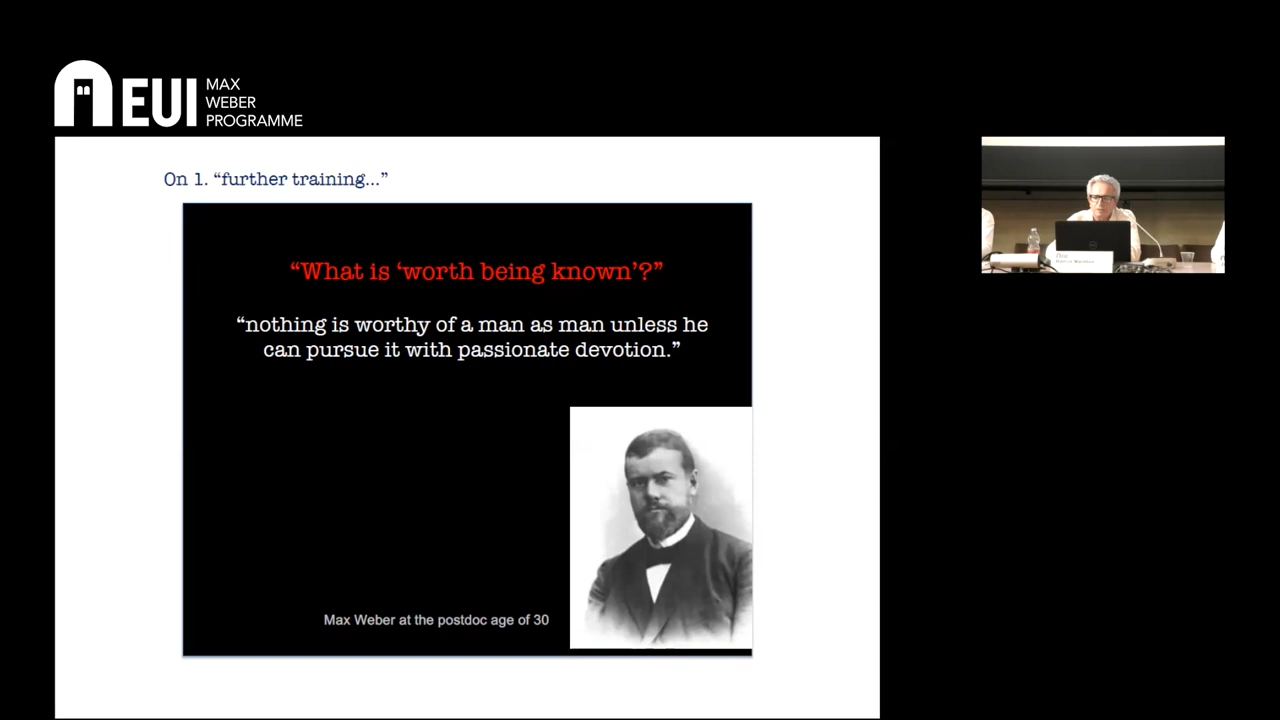 EUI
MAX
WEBER
PROGRAMME
On 1. “further training...”
“What is ‘worth being known’?”
“nothing is worthy of a man as man unless he
can pursue it with passionate devotion.”
Max Weber at the postdoc age of 30